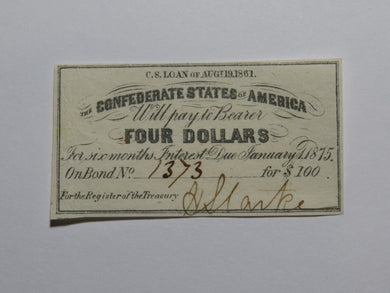 C.S. LOAN OF AUGT 19, 1861.
THE CONFEDERATE STATES OF AMERICA
Will pay to Bearer
FOUR DOLLARS
For six months Interest Due January 1, 1875.
On Bond No. 1373 for $ 100.
For the Register of the Treasury